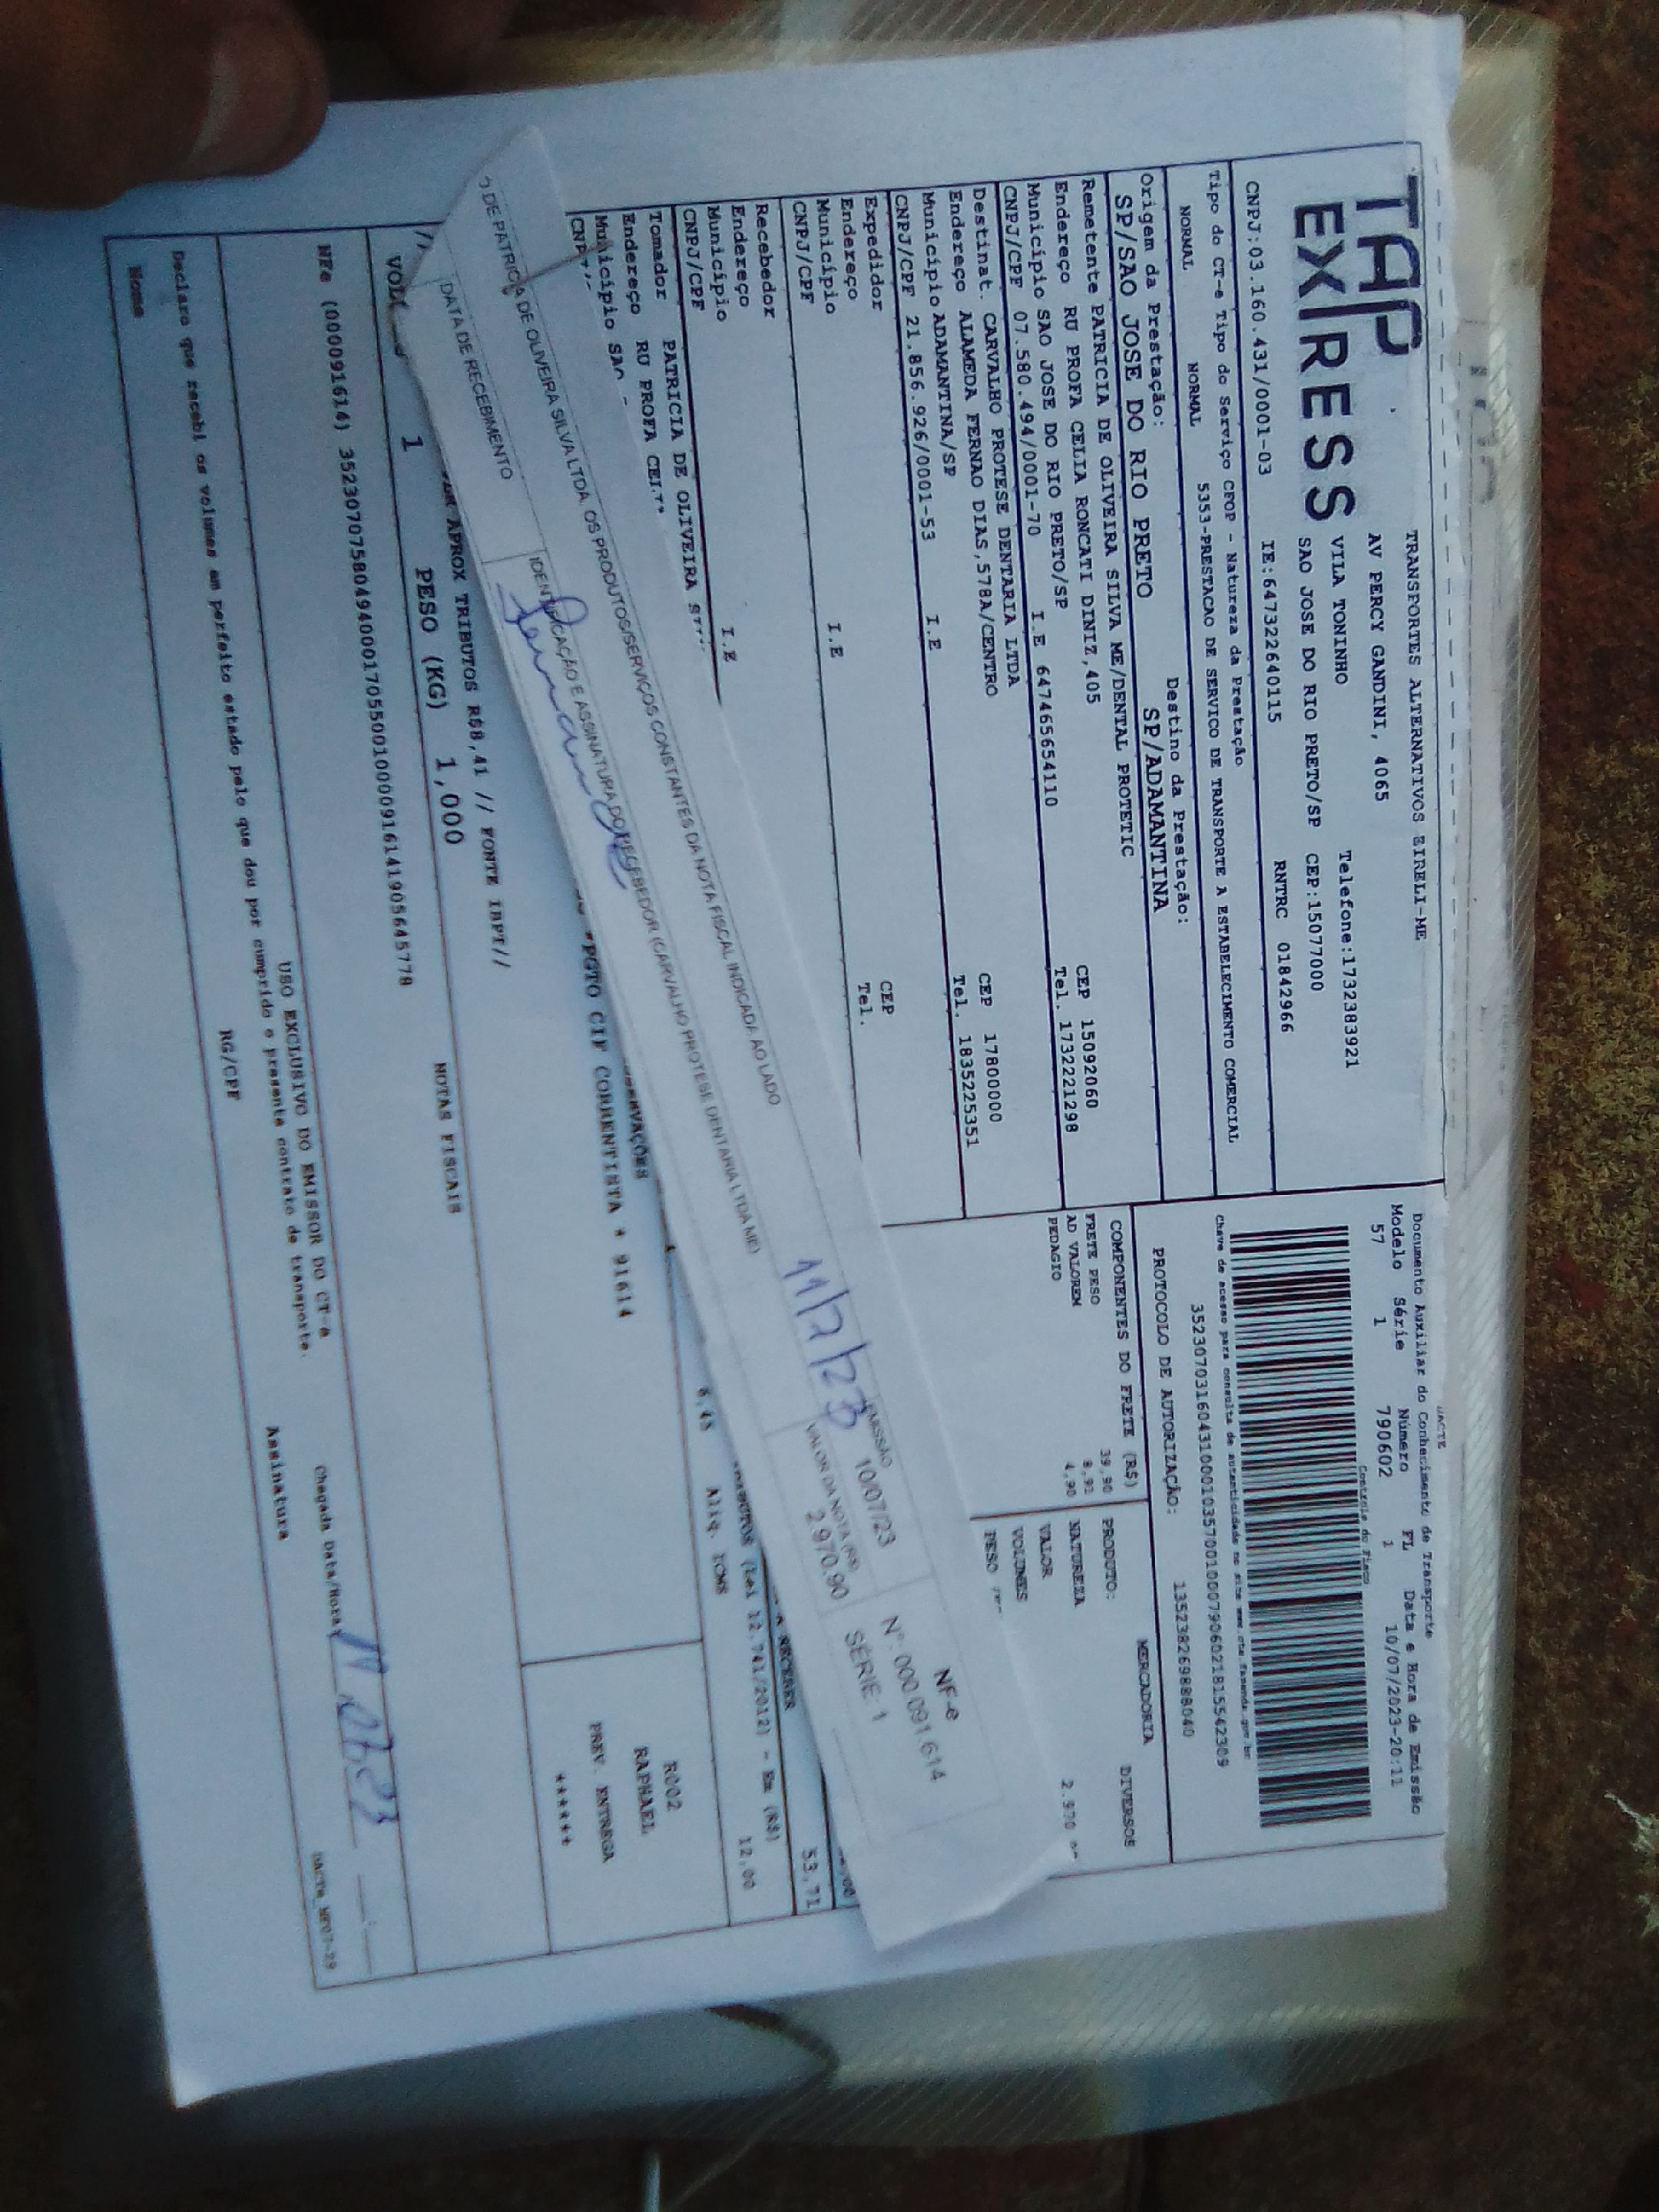 TAP
EXPRESS
TRANSPORTES ALTERNATIVOS EIRELI-ME
AV PERCY GANDINI, 4065
VILA TONINHO
Telefone:1732383921
SAO JOSE DO RIO PRETO/SP CEP:15077000
CNPJ:03.160.431/0001-03 IE:647322640115 RNTRC 01842966
Tipo do CT-e Tipo do Serviço CFOP - Natureza da Prestação
NORMAL NORMAL 5353-PRESTACAO DE SERVICO DE TRANSPORTE A ESTABELECIMENTO COMERCIAL
Origem da Prestação: Destino da Prestação:
SP/SAO JOSE DO RIO PRETO SP/ADAMANTINA
DACTE
Documento Auxiliar do Conhecimento de Transporte
Modelo Série Número FL Data e Hora de Emissão
57 1 790602 1 10/07/2023-20:11
Controle do Fisco
Chave de acesso para consulta de autenticidade no site www.cte.fazenda.gov.br
35230703160431000103570010007906021815542309
PROTOCOLO DE AUTORIZAÇÃO: 135238269888040
Remetente PATRICIA DE OLIVEIRA SILVA ME/DENTAL PROTETIC
Endereço RU PROFA CELIA RONCATI DINIZ,405 CEP 15092060
Município SAO JOSE DO RIO PRETO/SP Tel. 1732221298
CNPJ/CPF 07.580.494/0001-70 I.E 647465654110
Destinat. CARVALHO PROTESE DENTARIA LTDA
Endereço ALAMEDA FERNAO DIAS,578A/CENTRO CEP 17800000
Município ADAMANTINA/SP Tel. 1835225351
CNPJ/CPF 21.856.926/0001-53 I.E
Expedidor
Endereço CEP
Município Tel.
CNPJ/CPF I.E
Recebedor
Endereço
Município
CNPJ/CPF I.E
Tomador PATRICIA DE OLIVEIRA
Endereço RU PROFA
Município
COMPONENTES DO FRETE (R$)
FRETE PESO 39,90
AD VALOREM 8,91
PEDAGIO 4,90
MERCADORIA
PRODUTO: DIVERSOS
NATUREZA
VALOR
VOLUMES
PESO
DE PATRICIA DE OLIVEIRA SILVA LTDA. OS PRODUTOS/SERVIÇOS CONSTANTES DA NOTA FISCAL INDICADA AO LADO
DATA DE RECEBIMENTO
IDENTIFICAÇÃO E ASSINATURA DO RECEBEDOR (CARVALHO PROTESE DENTARIA LTDA ME)
11/7/23
EMISSÃO 10/07/23
VALOR DA NOTA (R$)
2.970,90
NF-e
Nº: 000.091.614
SÉRIE 1
A RECEBER 53,71
(Lei 12.741/2012) - Em (R$) 12,00
Aliq. ICMS
*PGTO CIF CORRENTISTA * 91614
APROX TRIBUTOS R$8,41 // FONTE IBPT//
R002
RAPHAEL
PREV. ENTREGA
******
1 PESO (KG) 1,000 NOTAS FISCAIS
NFe (000091614) 35230707580494000170550010000916141905645778
USO EXCLUSIVO DO EMISSOR DO CT-e
Declaro que recebi os volumes em perfeito estado pelo que dou por cumprido o presente contrato de transporte.
Chegada Data/Hora:
Nome RG/CPF Assinatura